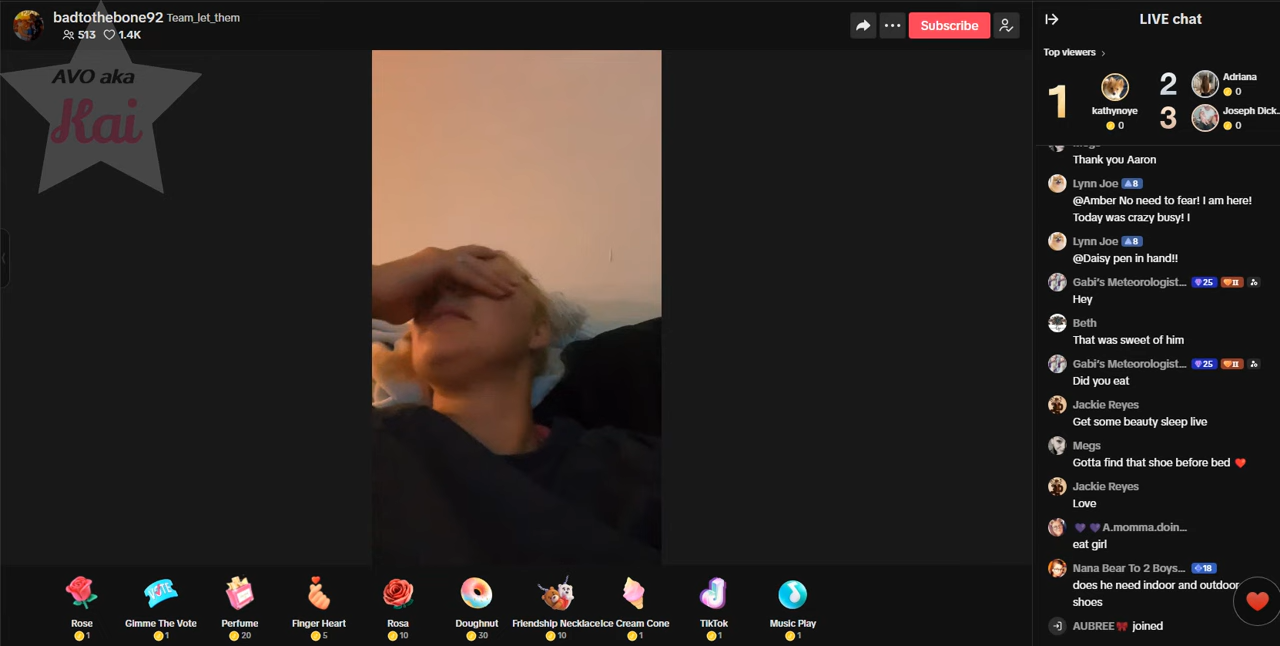 badtothebone92 Team_let_them
513 1.4K
Subscribe
AVO aka
Kai
LIVE chat
Top viewers
1
kathynoye
0
2
Adriana
0
3
Joseph Dick...
0
Thank you Aaron
Lynn Joe 8
@Amber No need to fear! I am here!
Today was crazy busy! I
Lynn Joe 8
@Daisy pen in hand!!
Gabi's Meteorologist... 25 II
Hey
Beth
That was sweet of him
Gabi's Meteorologist... 25 II
Did you eat
Jackie Reyes
Get some beauty sleep live
Megs
Gotta find that shoe before bed ❤️
Jackie Reyes
Love
💜 💜A.momma.doin...
eat girl
Nana Bear To 2 Boys... 18
does he need indoor and outdoor
shoes
AUBREE🎀 joined
Rose
1
GIVE VOTE
Gimme The Vote
1
Perfume
20
Finger Heart
5
Rosa
10
Doughnut
30
Friendship Necklace
10
Ice Cream Cone
1
TikTok
1
Music Play
1